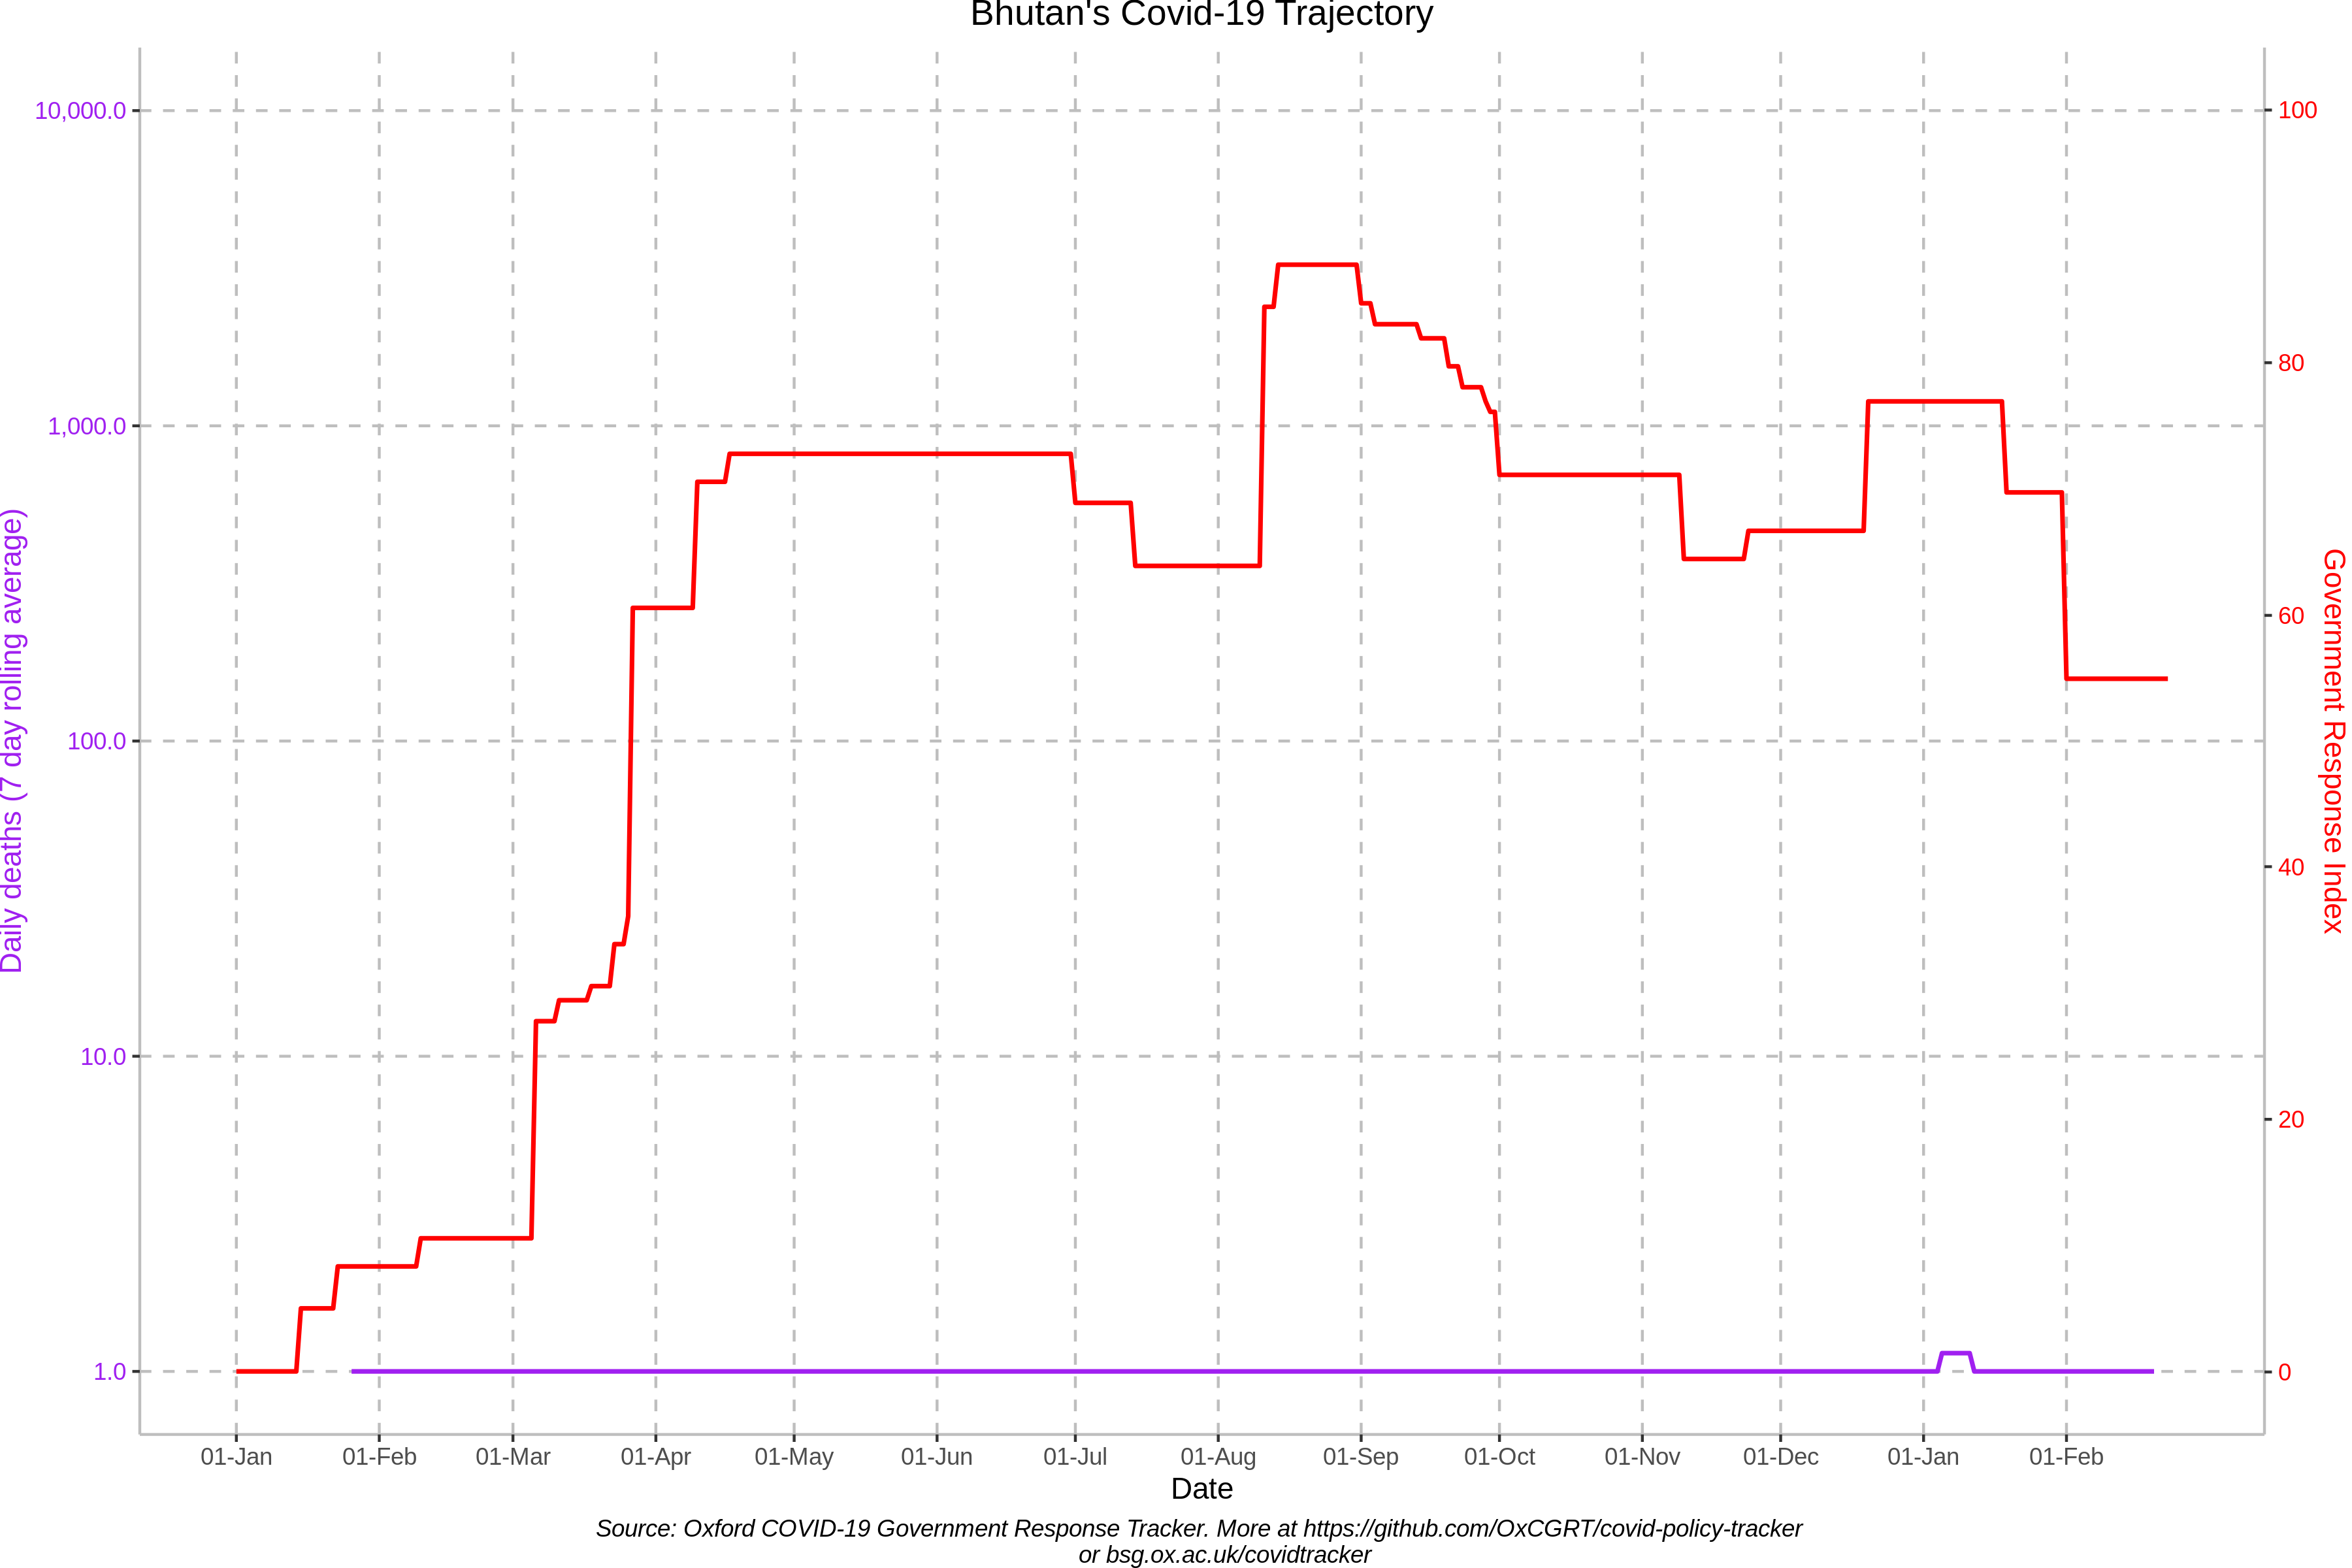 Bhutan's Covid-19 Trajectory
10,000.0
1,000.0
100.0
10.0
1.0
Daily deaths (7 day rolling average)
100
80
60
40
20
0
Government Response Index
01-Jan 01-Feb 01-Mar 01-Apr 01-May 01-Jun 01-Jul 01-Aug 01-Sep 01-Oct 01-Nov 01-Dec 01-Jan 01-Feb
Date
Source: Oxford COVID-19 Government Response Tracker. More at https://github.com/OxCGRT/covid-policy-tracker
or bsg.ox.ac.uk/covidtracker